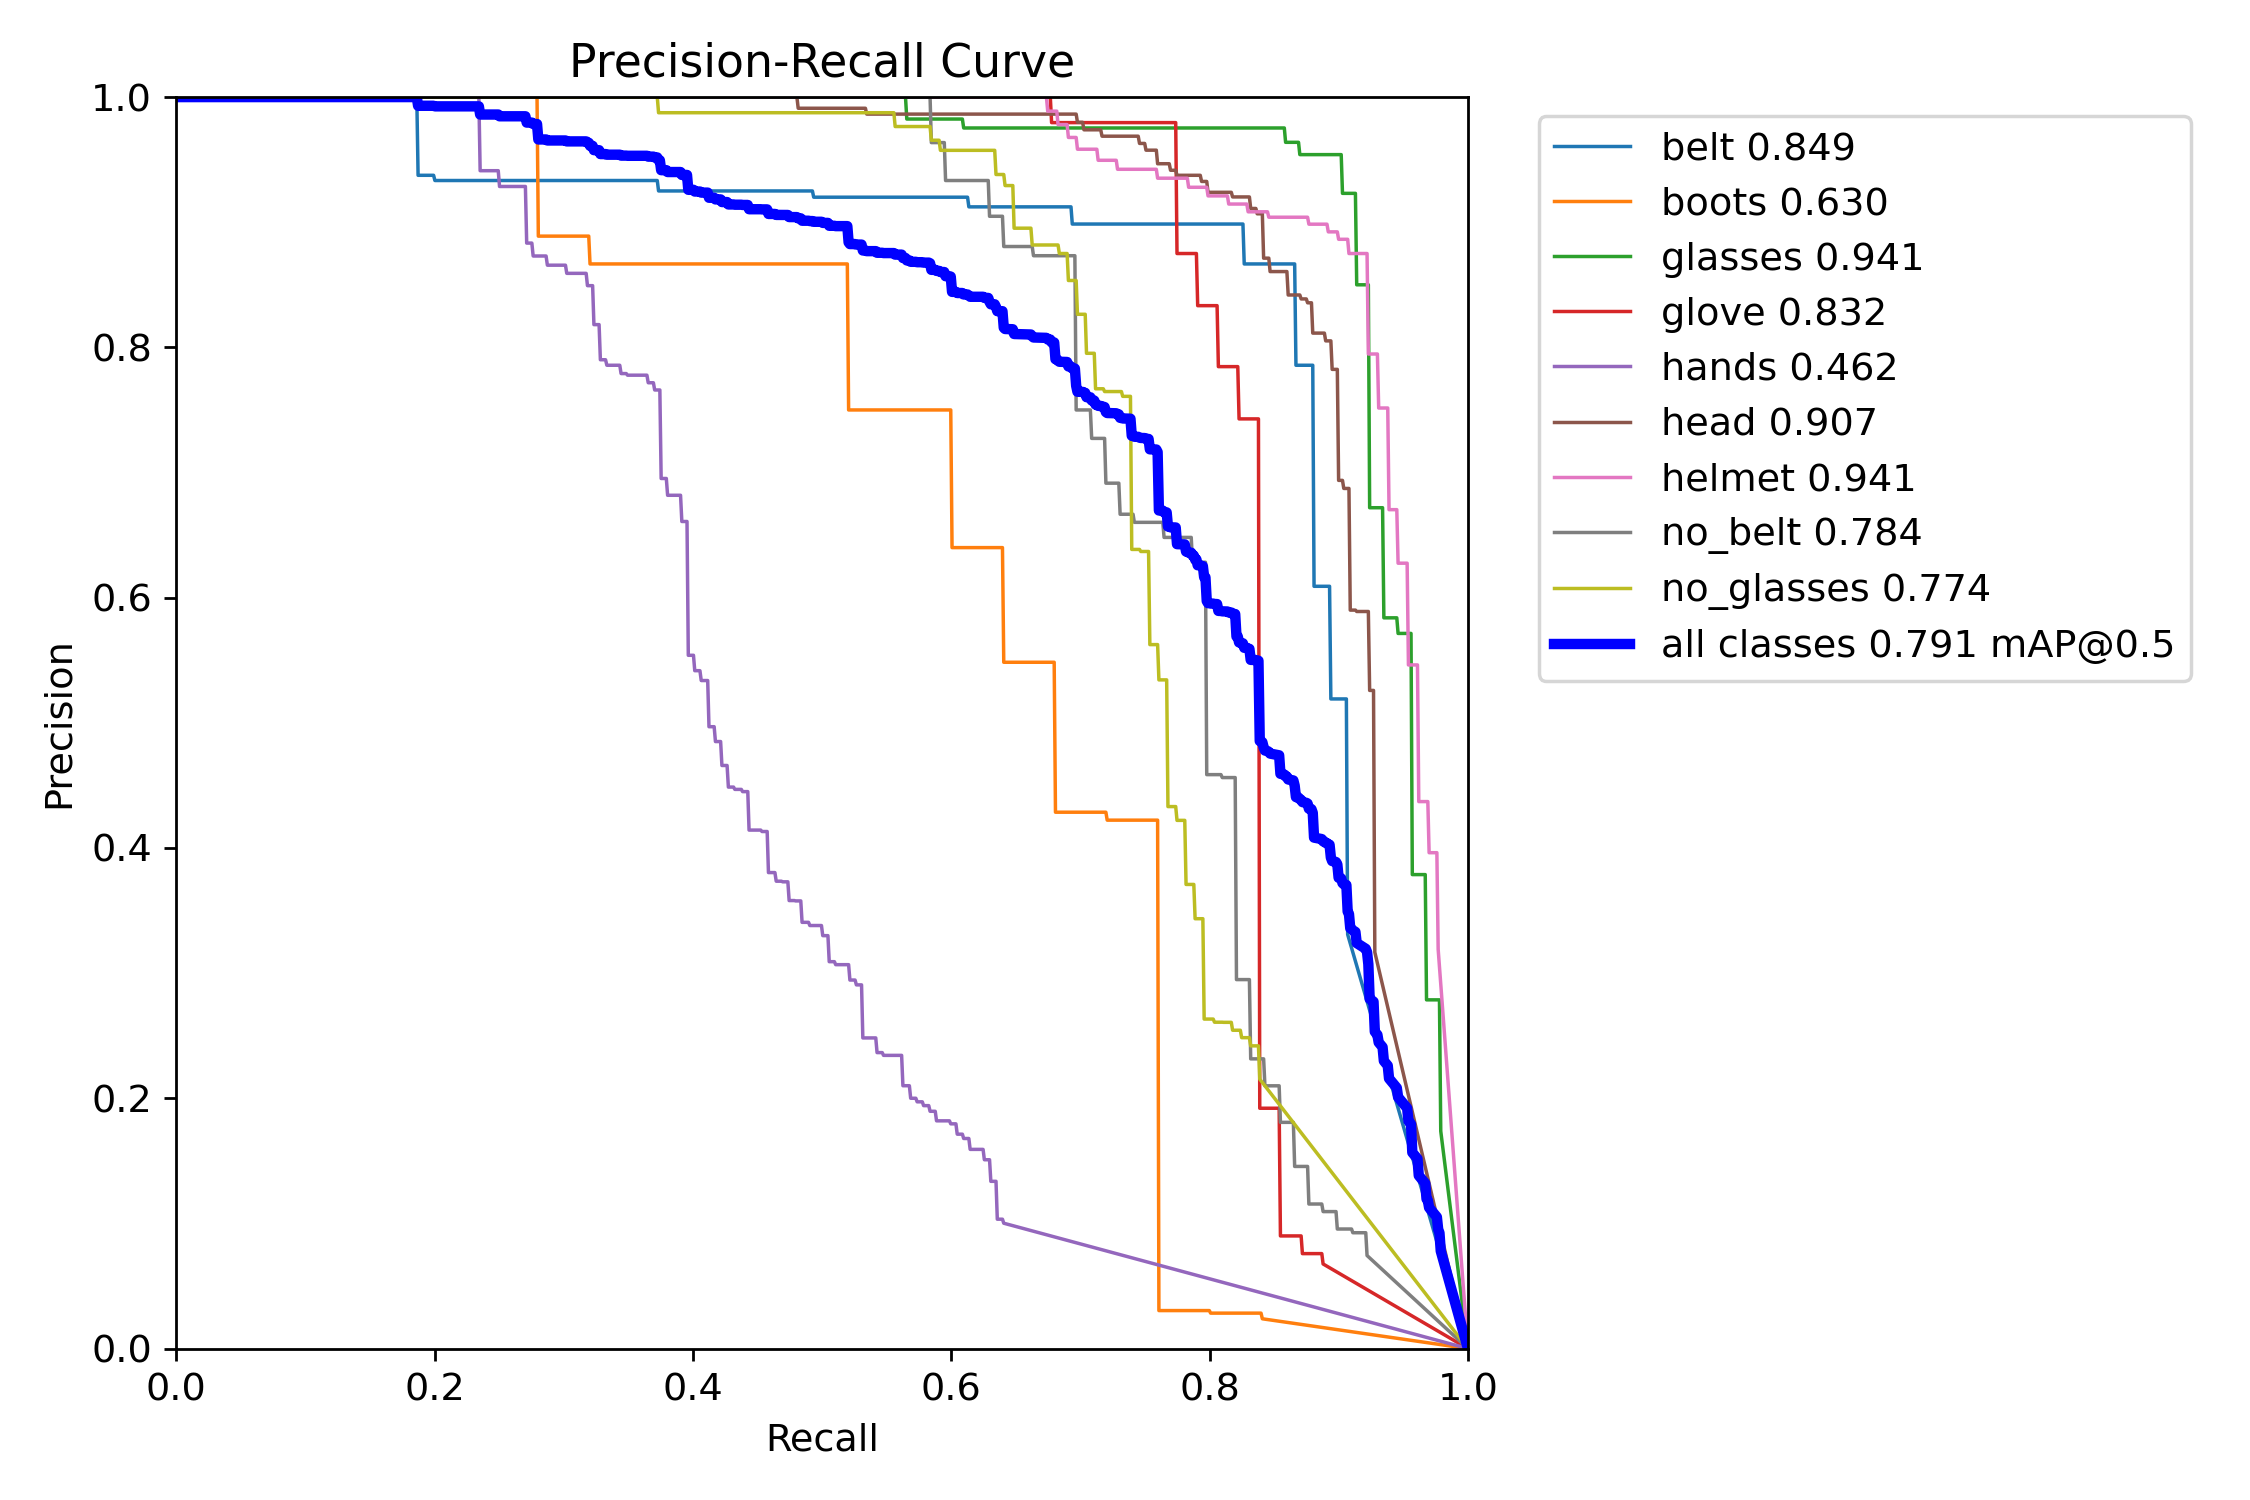 Precision-Recall Curve
1.0
0.8
0.6
0.4
0.2
0.0
Precision
0.0 0.2 0.4 0.6 0.8 1.0
Recall
belt 0.849
boots 0.630
glasses 0.941
glove 0.832
hands 0.462
head 0.907
helmet 0.941
no_belt 0.784
no_glasses 0.774
all classes 0.791 mAP@0.5